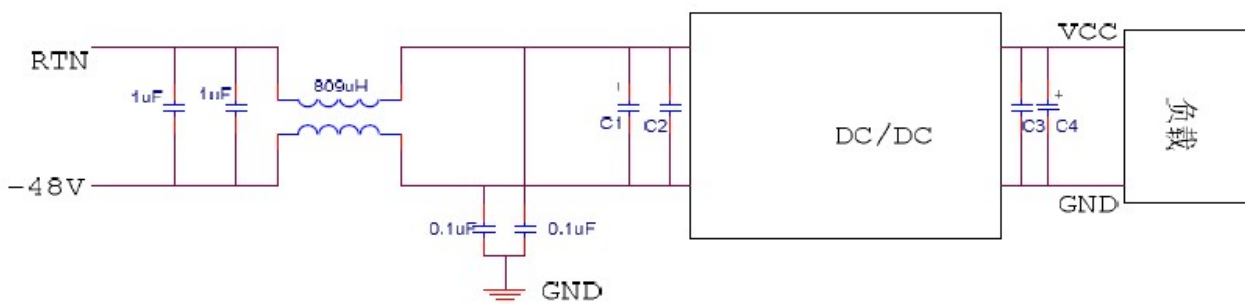 RTN
-48V
1uF
1uF
809uH
0.1uF
0.1uF
GND
C1
C2
DC/DC
C3
C4
+
VCC
GND
负载